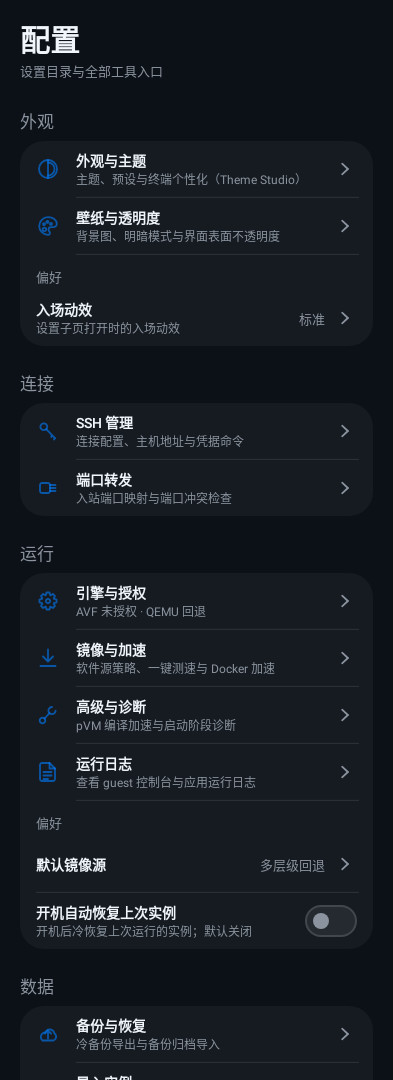 配置
设置目录与全部工具入口
外观
外观与主题
主题、预设与终端个性化（Theme Studio）
壁纸与透明度
背景图、明暗模式与界面表面不透明度
偏好
入场动效
设置子页打开时的入场动效
标准
连接
SSH 管理
连接配置、主机地址与凭据命令
端口转发
入站端口映射与端口冲突检查
运行
引擎与授权
AVF 未授权 · QEMU 回退
镜像与加速
软件源策略、一键测速与 Docker 加速
高级与诊断
pVM 编译加速与启动阶段诊断
运行日志
查看 guest 控制台与应用运行日志
偏好
默认镜像源
多层级回退
开机自动恢复上次实例
开机后冷恢复上次运行的实例；默认关闭
数据
备份与恢复
冷备份导出与备份归档导入